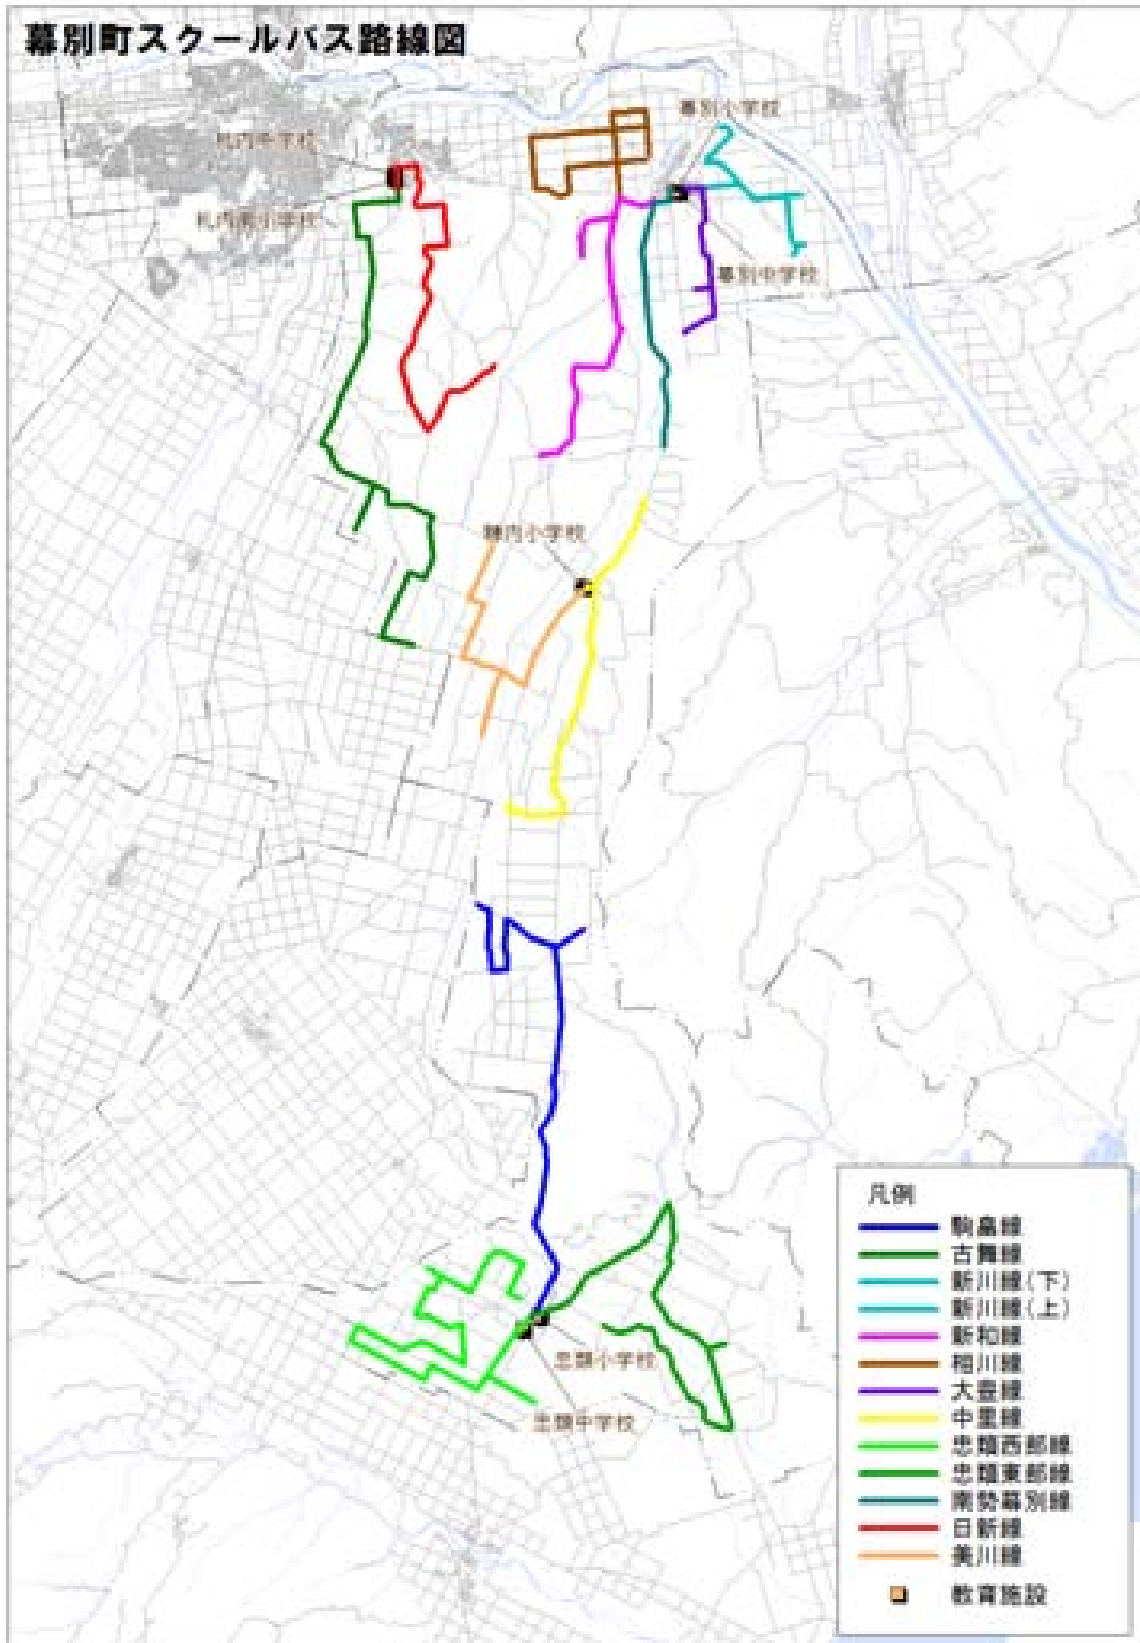 幕別町スクールバス路線図
幕別小学校
札内中学校
札内南小学校
幕別中学校
糠内小学校
忠類小学校
忠類中学校
凡例
駒畠線
古舞線
新川線(下)
新川線(上)
新和線
相川線
大豊線
中里線
忠類西部線
忠類東部線
南勢幕別線
日新線
美川線
教育施設